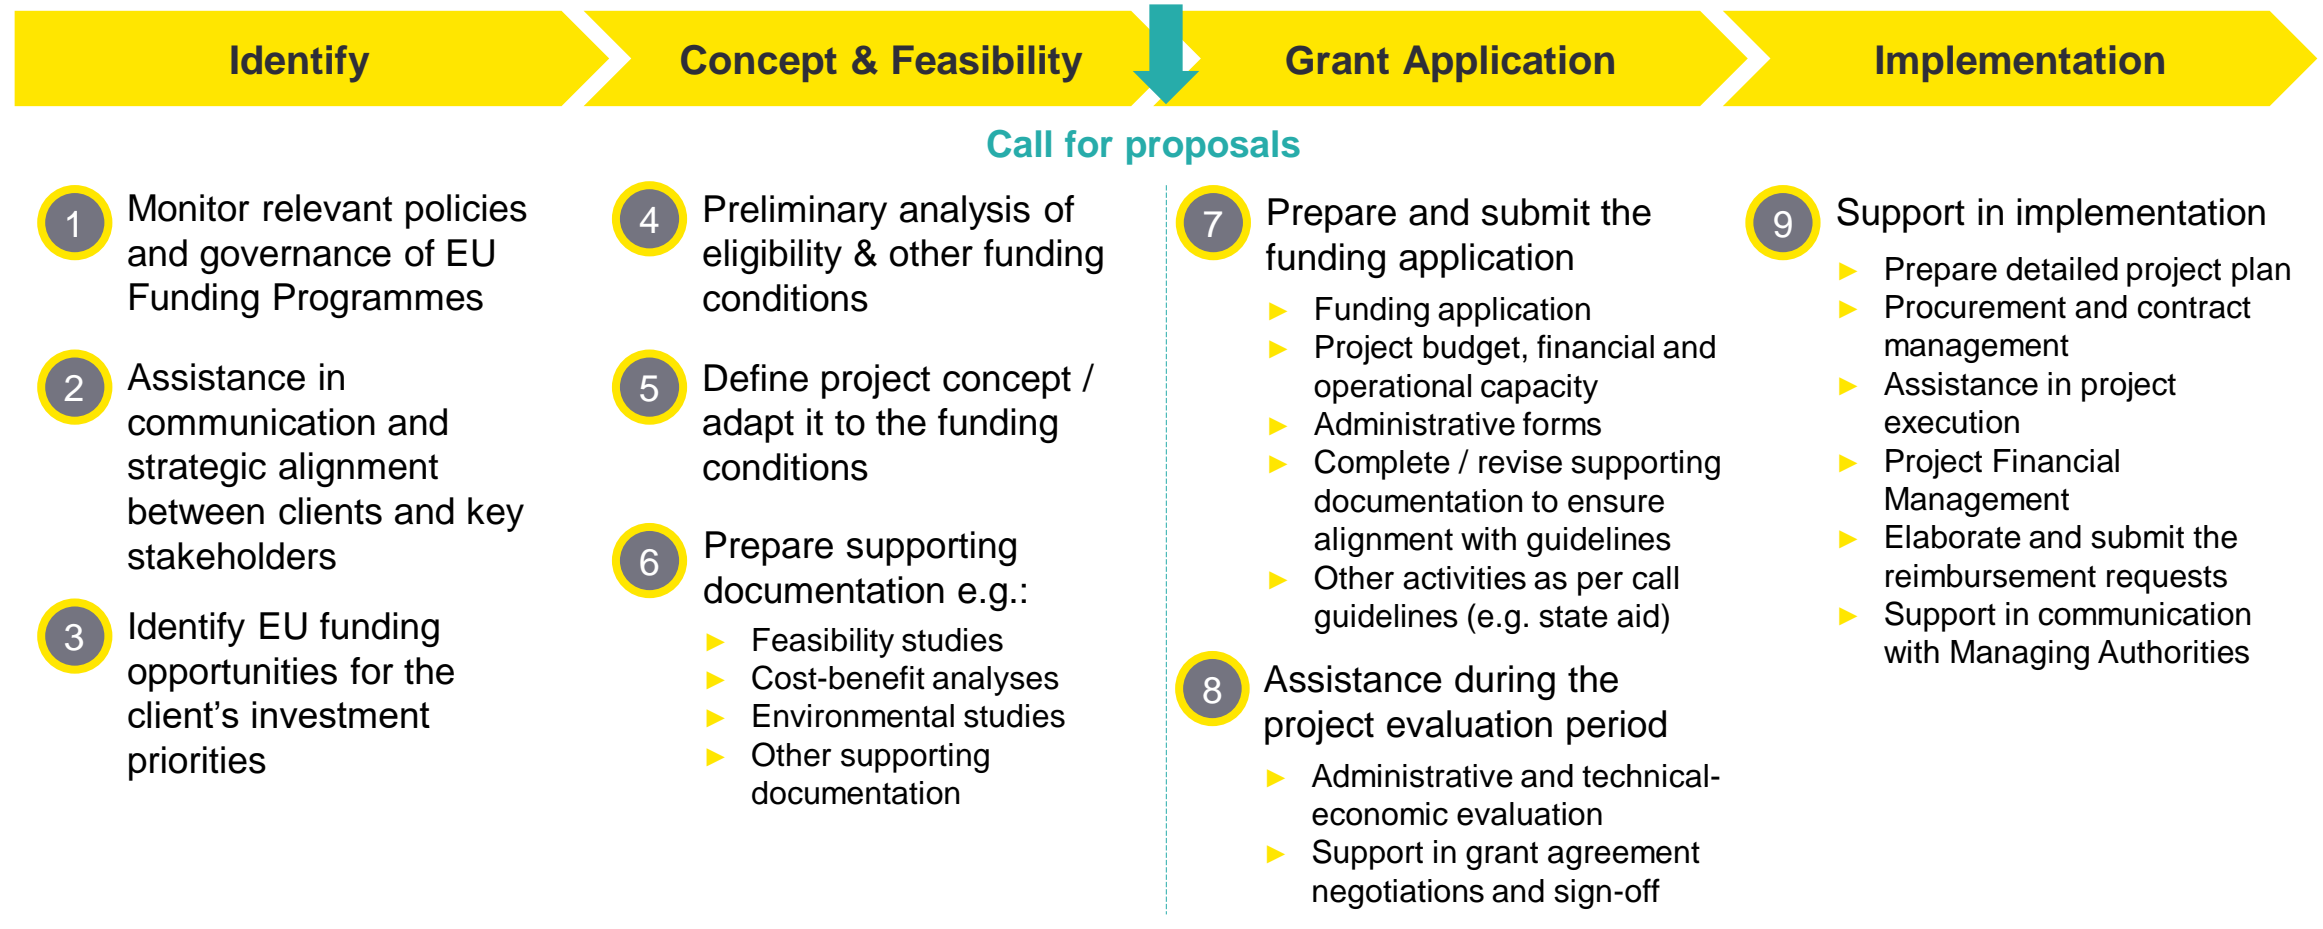 Identify
Concept & Feasibility
Grant Application
Implementation
Call for proposals
1
Monitor relevant policies
and governance of EU
Funding Programmes
2
Assistance in
communication and
strategic alignment
between clients and key
stakeholders
3
Identify EU funding
opportunities for the
client’s investment
priorities
4
Preliminary analysis of
eligibility & other funding
conditions
5
Define project concept /
adapt it to the funding
conditions
6
Prepare supporting
documentation e.g.:
► Feasibility studies
► Cost-benefit analyses
► Environmental studies
► Other supporting
documentation
7
Prepare and submit the
funding application
► Funding application
► Project budget, financial and
operational capacity
► Administrative forms
► Complete / revise supporting
documentation to ensure
alignment with guidelines
► Other activities as per call
guidelines (e.g. state aid)
8
Assistance during the
project evaluation period
► Administrative and technical-
economic evaluation
► Support in grant agreement
negotiations and sign-off
9
Support in implementation
► Prepare detailed project plan
► Procurement and contract
management
► Assistance in project
execution
► Project Financial
Management
► Elaborate and submit the
reimbursement requests
► Support in communication
with Managing Authorities